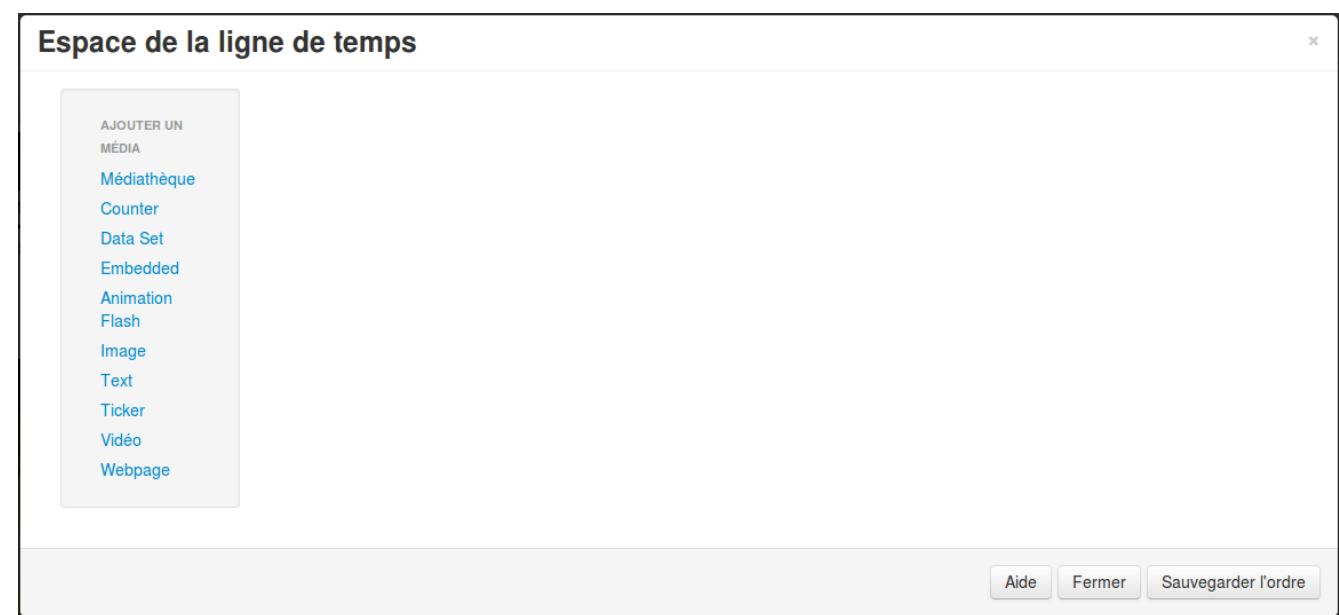 Espace de la ligne de temps
×
AJOUTER UN
MÉDIA
Médiathèque
Counter
Data Set
Embedded
Animation
Flash
Image
Text
Ticker
Vidéo
Webpage
Aide Fermer Sauvegarder l'ordre